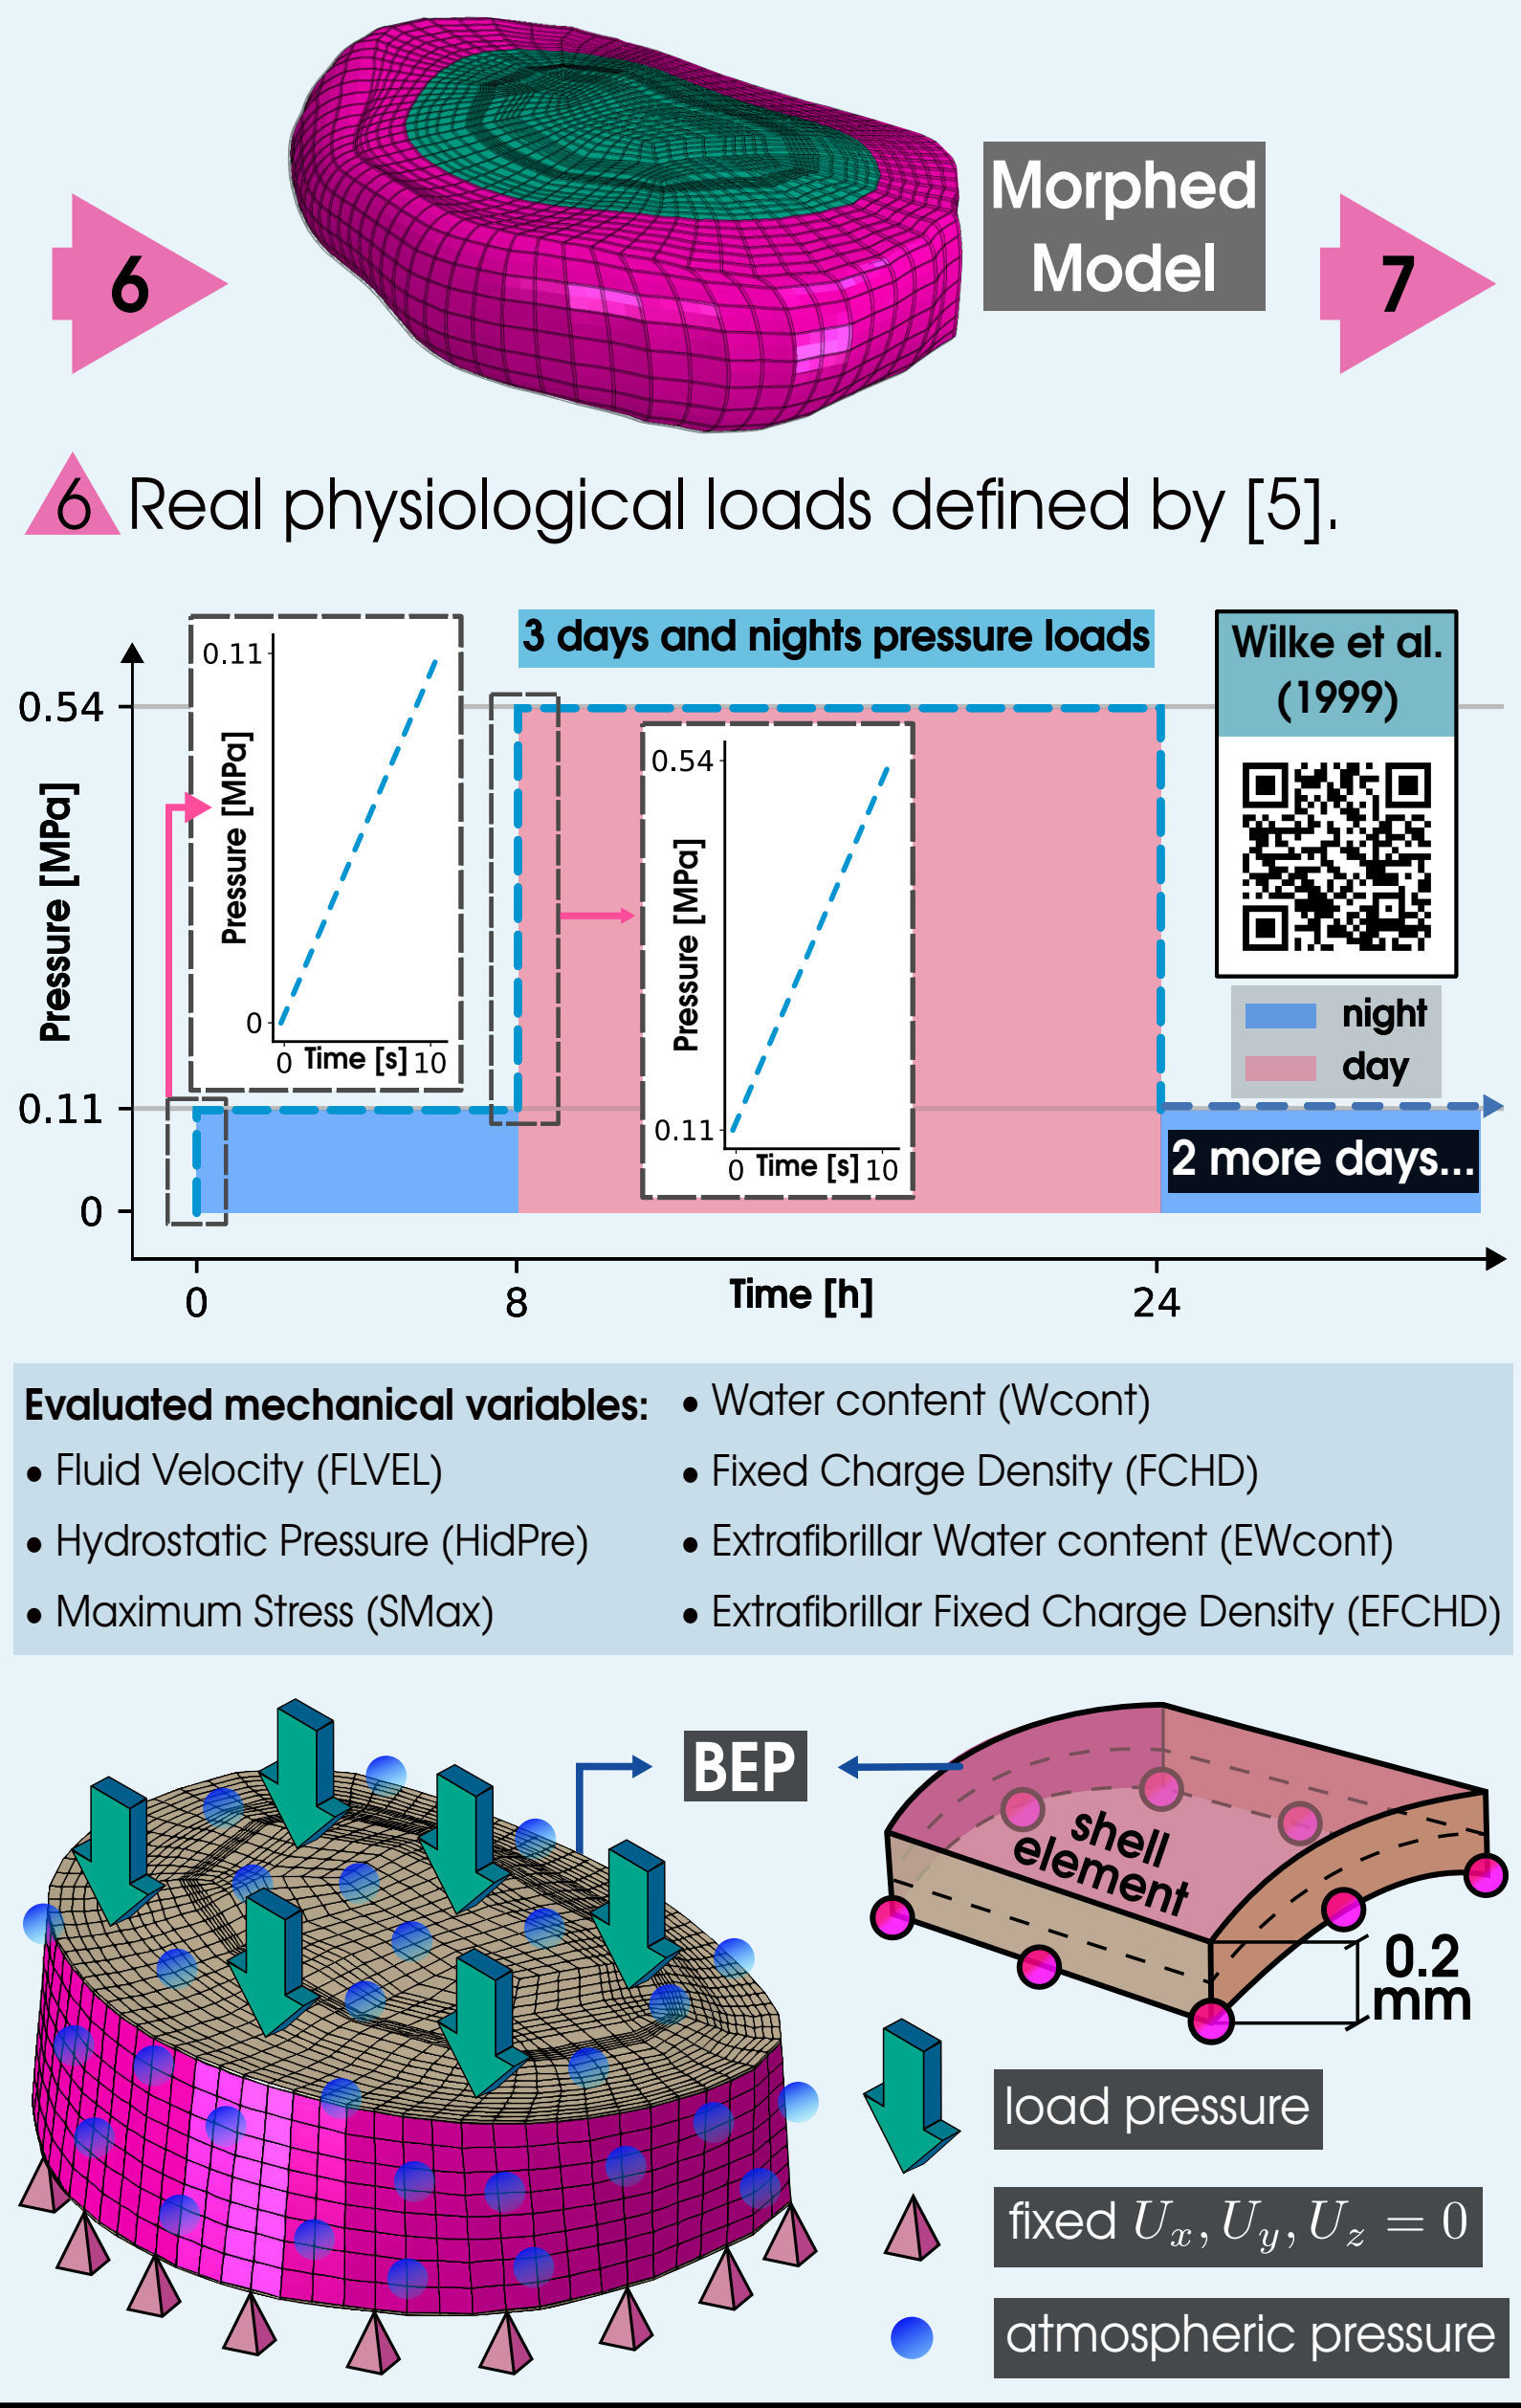 Morphed
Model
6
7
6 Real physiological loads defined by [5].
3 days and nights pressure loads
Wilke et al.
(1999)
0.54
0.11
0
Pressure [MPa]
0.11
0
Pressure [MPa]
0 Time [s] 10
0.54
0.11
Pressure [MPa]
0 Time [s] 10
night
day
2 more days...
0
8
Time [h]
24
Evaluated mechanical variables:
• Fluid Velocity (FLVEL)
• Hydrostatic Pressure (HidPre)
• Maximum Stress (SMax)
• Water content (Wcont)
• Fixed Charge Density (FCHD)
• Extrafibrillar Water content (EWcont)
• Extrafibrillar Fixed Charge Density (EFCHD)
BEP
shell
element
0.2
mm
load pressure
fixed $U_x, U_y, U_z = 0$
atmospheric pressure